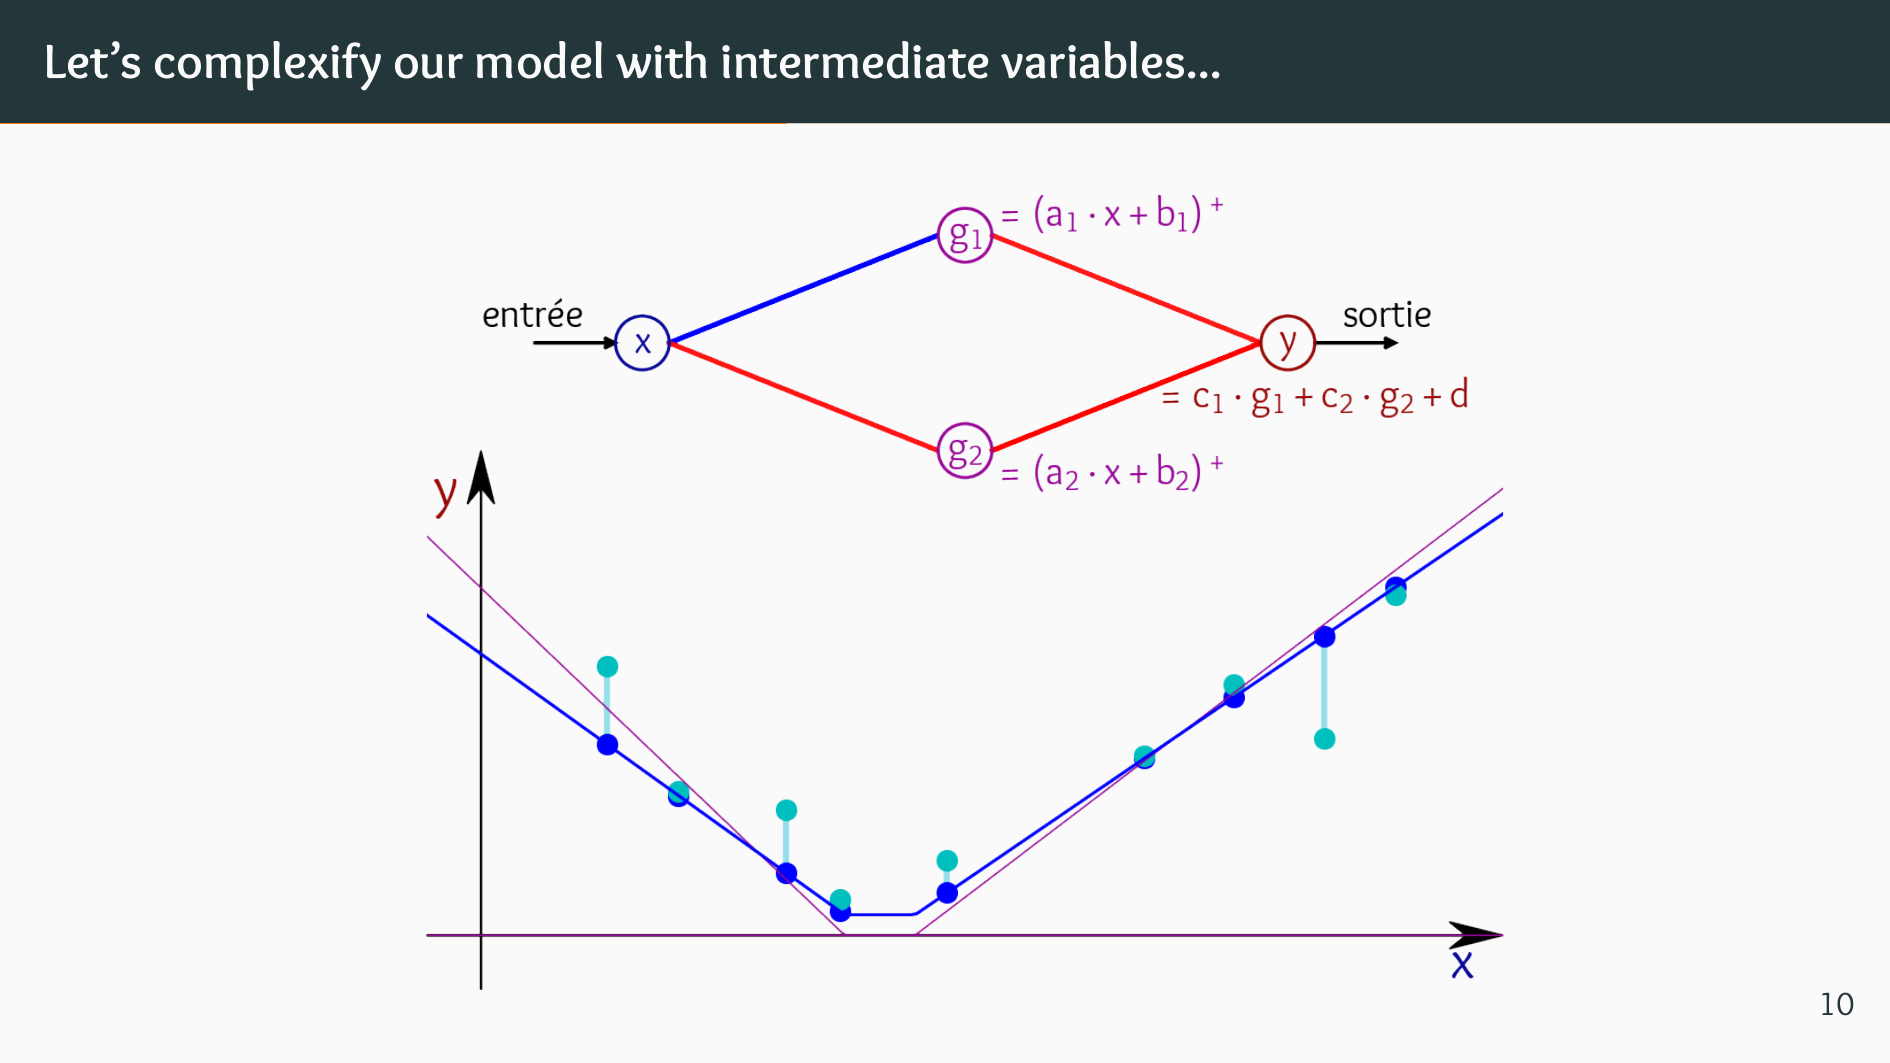 Let’s complexify our model with intermediate variables...
g₁ = (a₁ · x + b₁)⁺
entrée
sortie
x
y
= c₁ · g₁ + c₂ · g₂ + d
g₂ = (a₂ · x + b₂)⁺
y
x
10